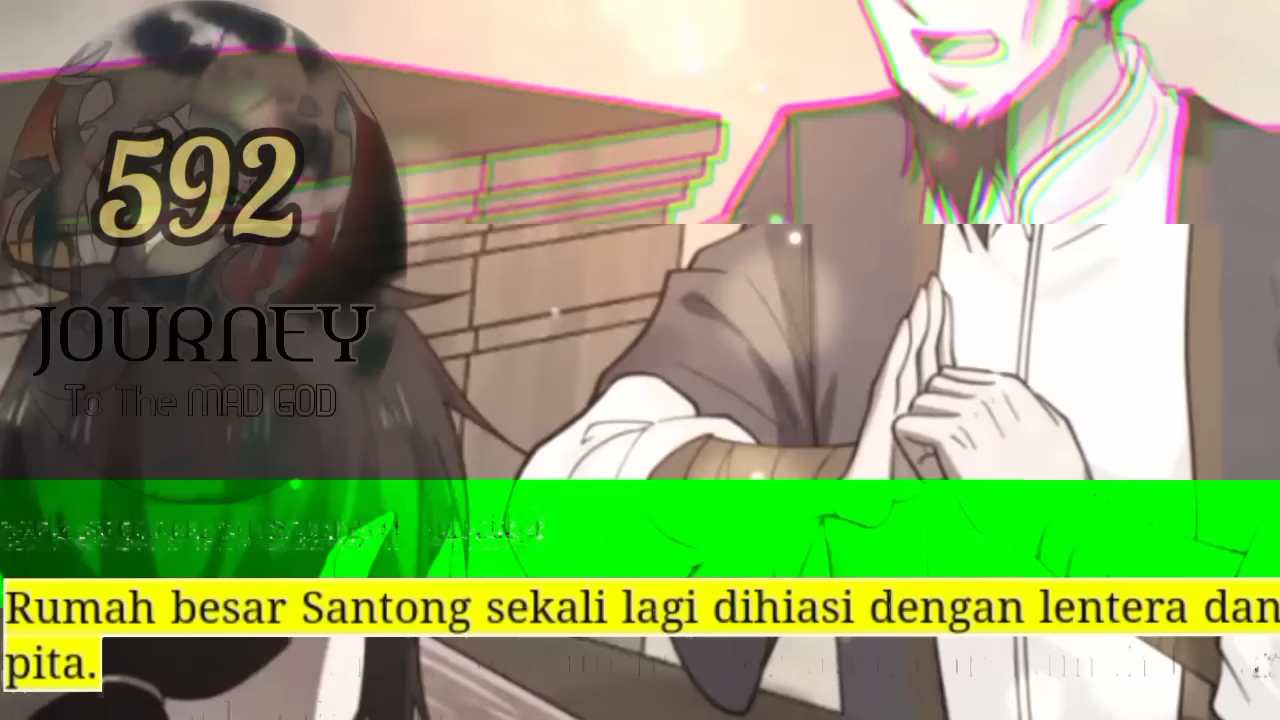 592
JOURNEY
To The MAD GOD
Rumah besar Santong sekali lagi dihiasi dengan lentera dan
pita.